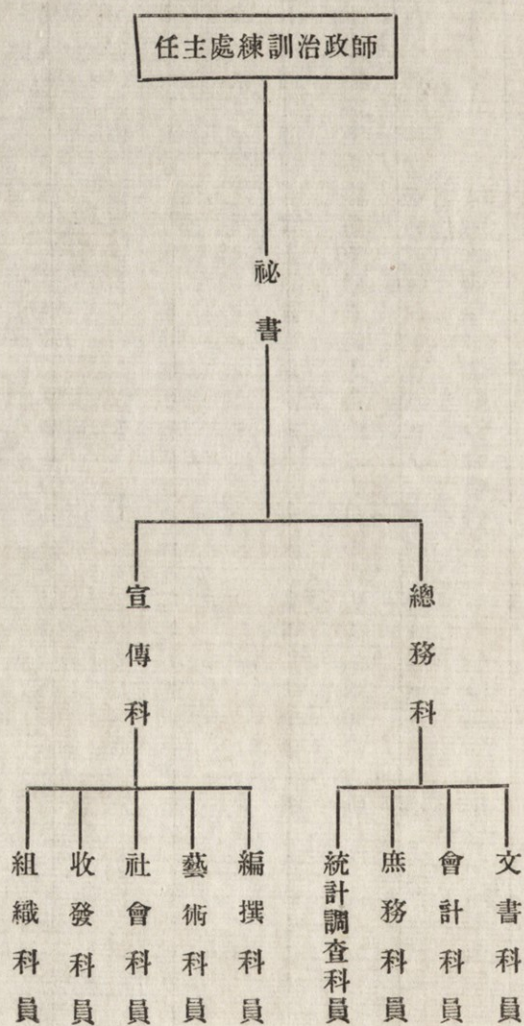 師政治訓練處主任
祕書
總務科
宣傳科
文書科員
會計科員
庶務科員
統計調查科員
編撰科員
藝術科員
社會科員
收發科員
組織科員